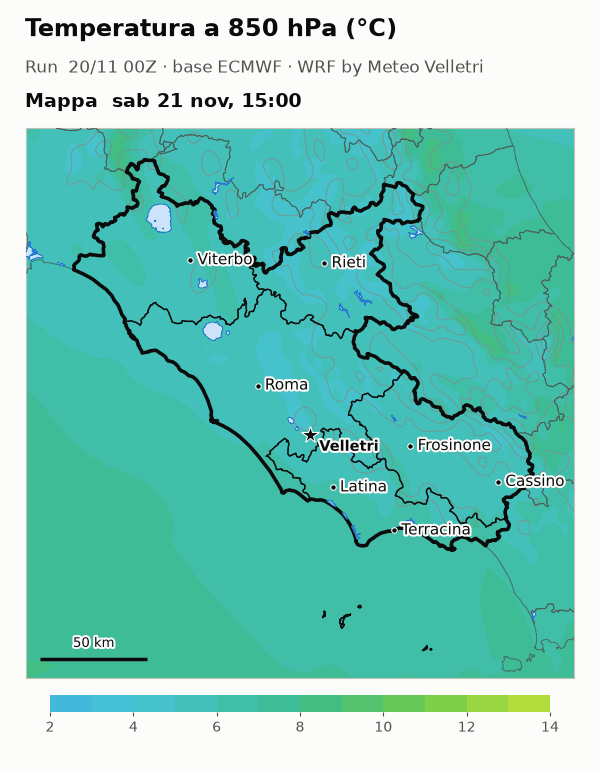 Temperatura a 850 hPa (°C)
Run  20/11 00Z · base ECMWF · WRF by Meteo Velletri
Mappa  sab 21 nov, 15:00
Viterbo
Rieti
Roma
Velletri
Frosinone
Cassino
Latina
Terracina
50 km
2 4 6 8 10 12 14